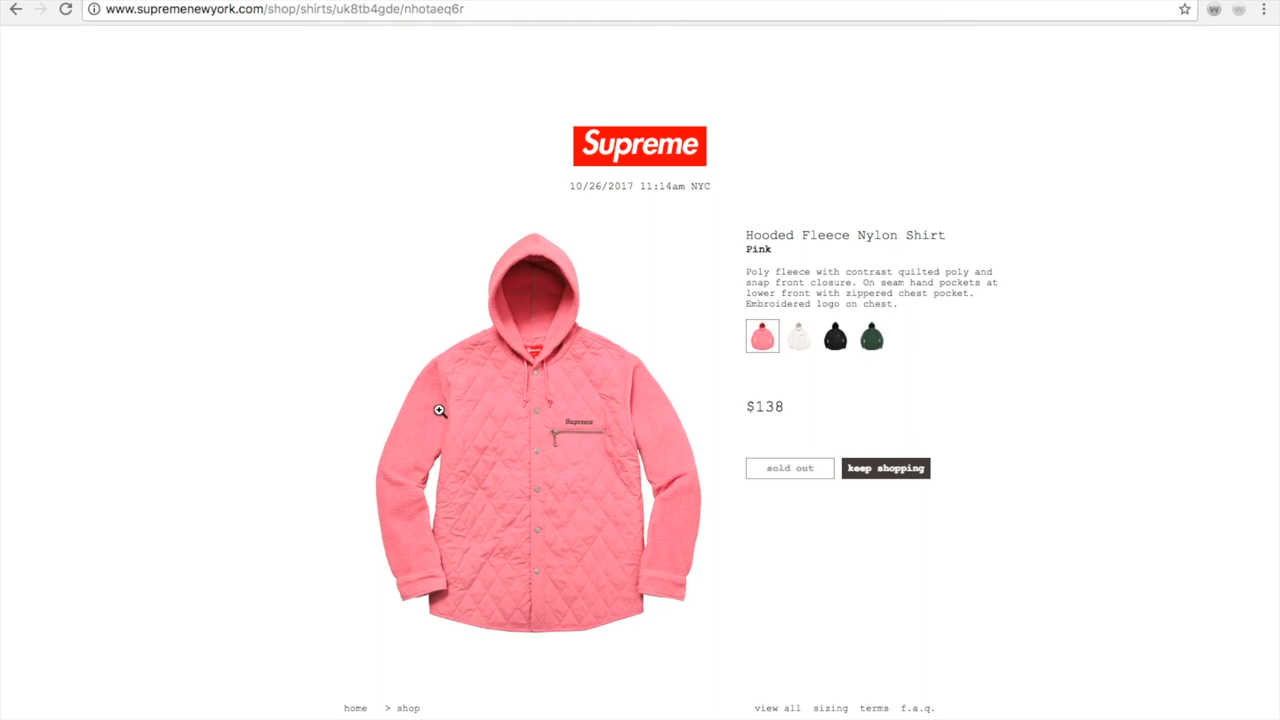 www.supremenewyork.com/shop/shirts/uk8tb4gde/nhotaeq6r
Supreme
10/26/2017 11:14am NYC
Hooded Fleece Nylon Shirt
Pink
Poly fleece with contrast quilted poly and
snap front closure. On seam hand pockets at
lower front with zippered chest pocket.
Embroidered logo on chest.
$138
sold out
keep shopping
Supreme
home > shop
view all sizing terms f.a.q.